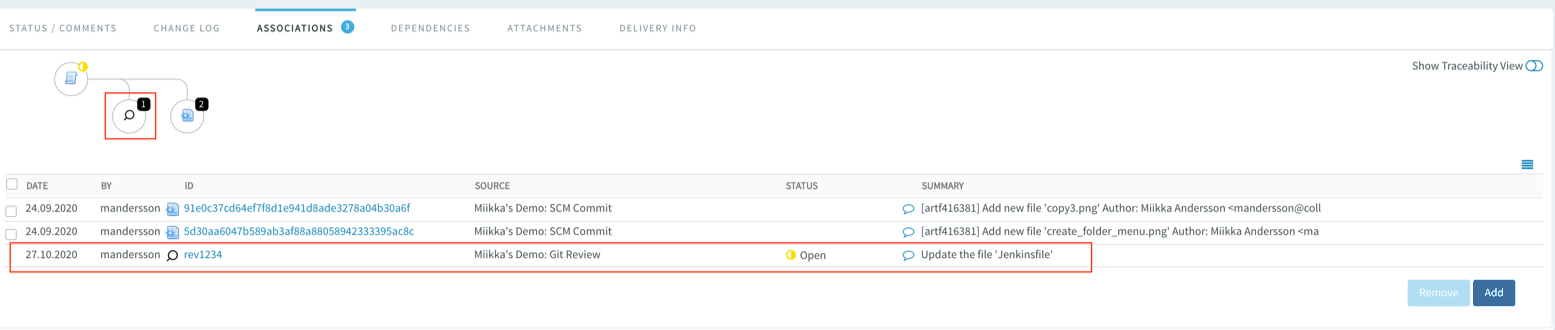 STATUS / COMMENTS CHANGE LOG ASSOCIATIONS 3 DEPENDENCIES ATTACHMENTS DELIVERY INFO
Show Traceability View
1 2
DATE BY ID SOURCE STATUS SUMMARY
24.09.2020 mandersson 91e0c37cd64ef7f8d1e941d8ade3278a04b30a6f Miikka's Demo: SCM Commit [artf416381] Add new file 'copy3.png' Author: Miikka Andersson <mandersson@coll
24.09.2020 mandersson 5d30aa6047b589ab3af88a88058942333395ac8c Miikka's Demo: SCM Commit [artf416381] Add new file 'create_folder_menu.png' Author: Miikka Andersson <ma
27.10.2020 mandersson rev1234 Miikka's Demo: Git Review Open Update the file 'Jenkinsfile'
Remove Add